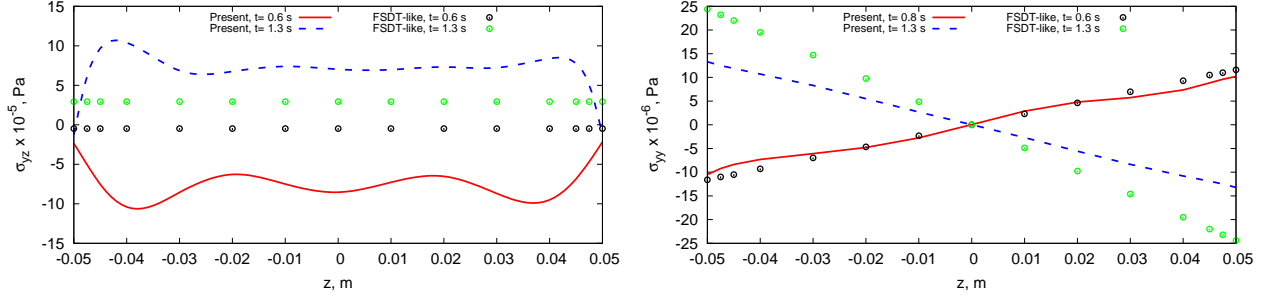 Present, t= 0.6 s
FSDT-like, t= 0.6 s
Present, t= 1.3 s
FSDT-like, t= 1.3 s
15
10
5
0
-5
-10
-15
σyz x 10-5, Pa
-0.05 -0.04 -0.03 -0.02 -0.01 0 0.01 0.02 0.03 0.04 0.05
z, m
Present, t= 0.8 s
FSDT-like, t= 0.6 s
Present, t= 1.3 s
FSDT-like, t= 1.3 s
25
20
15
10
5
0
-5
-10
-15
-20
-25
σyy x 10-6, Pa
-0.05 -0.04 -0.03 -0.02 -0.01 0 0.01 0.02 0.03 0.04 0.05
z, m